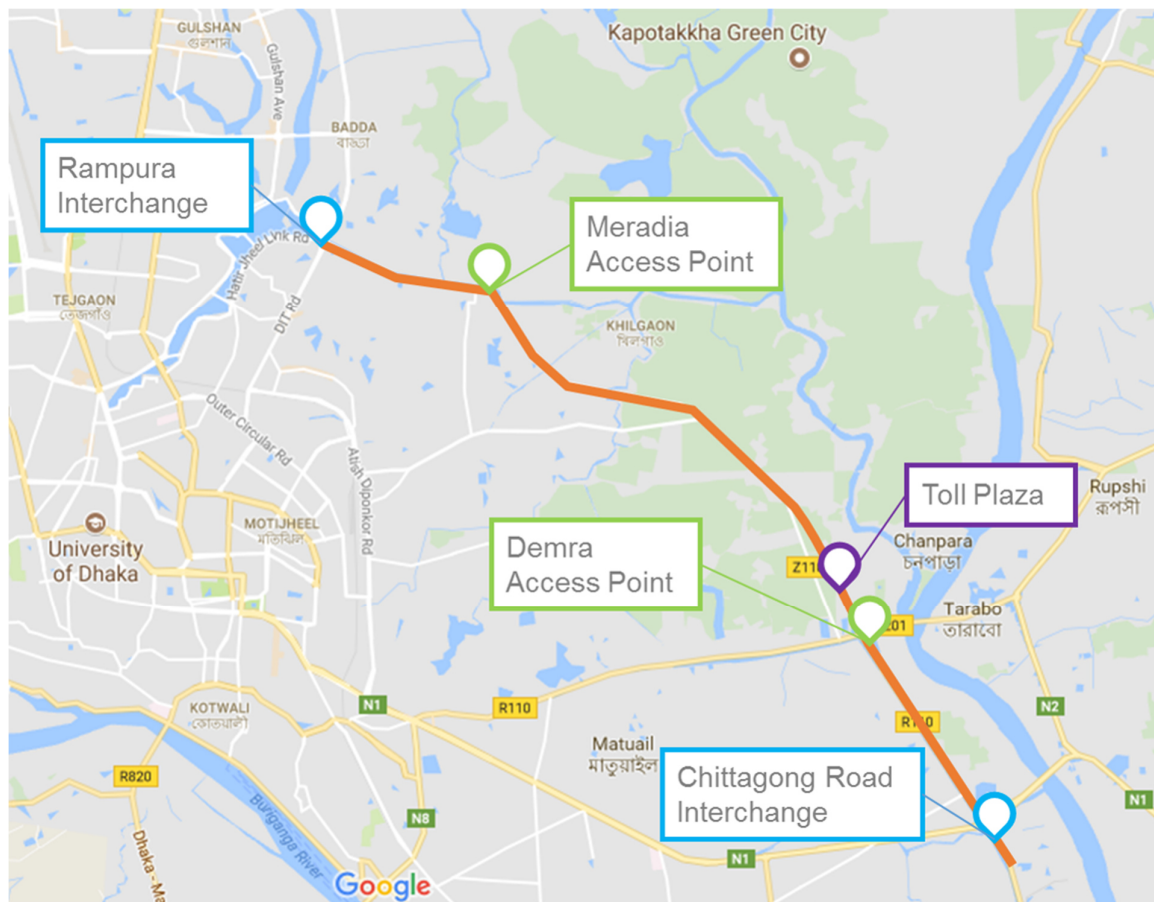 GULSHAN
গুলশান
Gulshan Ave
Kapotakkha Green City
BADDA
বাড্ডা
Rampura
Interchange
Meradia
Access Point
Hatir Jheel Link Rd
DIT Rd
TEJGAON
তেজগাঁও
KHILGAON
খিলগাও
Outer Circular Rd
Atish Diponkor Rd
Toll Plaza
Rupshi
রূপসী
MOTIJHEEL
মতিঝিল
University
of Dhaka
Demra
Access Point
Chanpara
চনপাড়া
Tarabo
তারাবো
KOTWALI
কোতয়ালী
N1
R110
N2
Matuail
মাতুয়াইল
R820
Chittagong Road
Interchange
N1
N8
N1
Buriganga River
Google